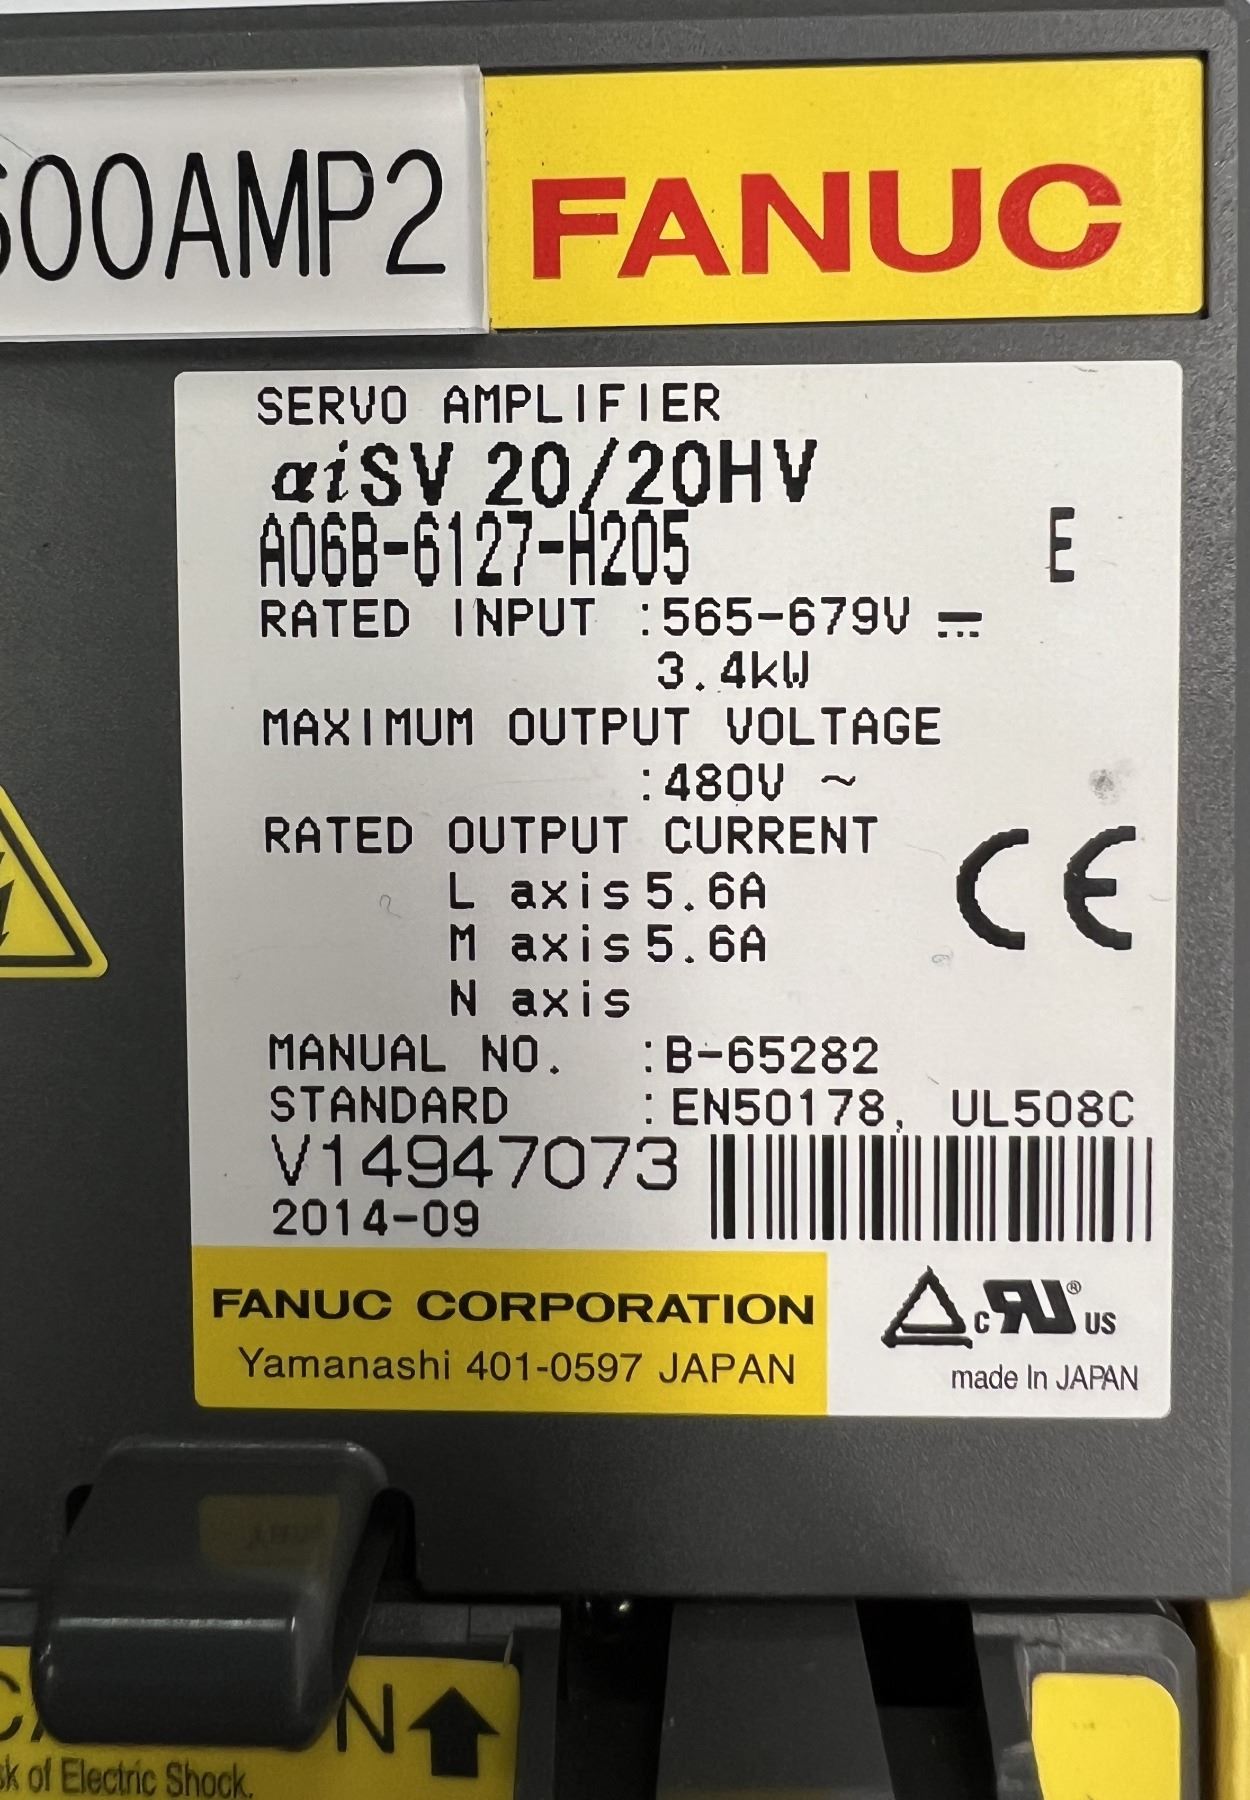 600AMP2
FANUC
SERVO AMPLIFIER
αiSV 20/20HV
A06B-6127-H205 E
RATED INPUT :565-679V ⎓
3.4kW
MAXIMUM OUTPUT VOLTAGE
:480V ~
RATED OUTPUT CURRENT
L axis 5.6A
M axis 5.6A
N axis
CE
MANUAL NO. :B-65282
STANDARD :EN50178, UL508C
V14947073
2014-09
FANUC CORPORATION
Yamanashi 401-0597 JAPAN
c RU ® US
made In JAPAN
of Electric Shock.